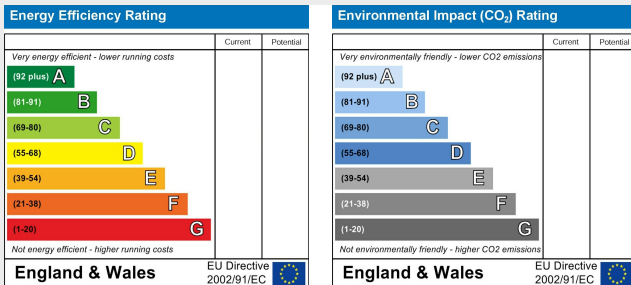 Energy Efficiency Rating
Current Potential
Very energy efficient - lower running costs
(92 plus) A
(81-91) B
(69-80) C
(55-68) D
(39-54) E
(21-38) F
(1-20) G
Not energy efficient - higher running costs
England & Wales
EU Directive
2002/91/EC
Environmental Impact (CO₂) Rating
Current Potential
Very environmentally friendly - lower CO2 emissions
(92 plus) A
(81-91) B
(69-80) C
(55-68) D
(39-54) E
(21-38) F
(1-20) G
Not environmentally friendly - higher CO2 emissions
England & Wales
EU Directive
2002/91/EC